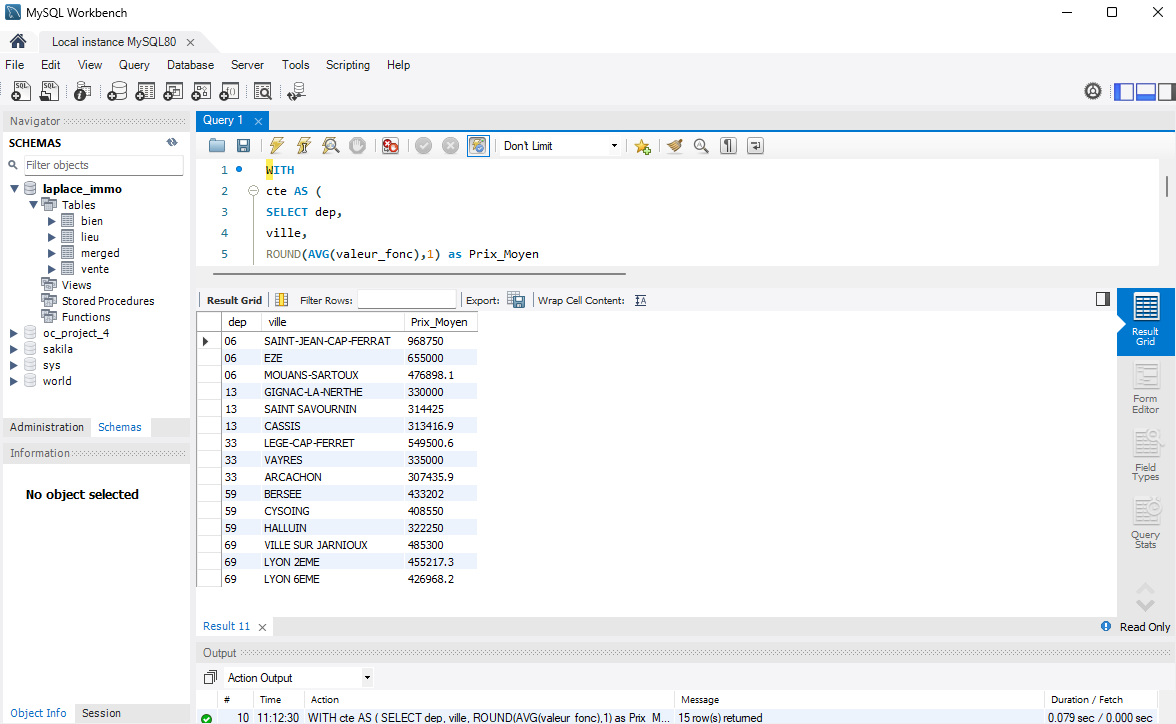 MySQL Workbench
Local instance MySQL80
File Edit View Query Database Server Tools Scripting Help
Navigator
SCHEMAS
Filter objects
laplace_immo
Tables
bien
lieu
merged
vente
Views
Stored Procedures
Functions
oc_project_4
sakila
sys
world
Administration Schemas
Information
No object selected
Object Info Session
Query 1
Don't Limit
1 WITH
2 cte AS (
3 SELECT dep,
4 ville,
5 ROUND(AVG(valeur_fonc),1) as Prix_Moyen
Result Grid Filter Rows: Export: Wrap Cell Content:
dep ville Prix_Moyen
06 SAINT-JEAN-CAP-FERRAT 968750
06 EZE 655000
06 MOUANS-SARTOUX 476898.1
13 GIGNAC-LA-NERTHE 330000
13 SAINT SAVOURNIN 314425
13 CASSIS 313416.9
33 LEGE-CAP-FERRET 549500.6
33 VAYRES 335000
33 ARCACHON 307435.9
59 BERSEE 433202
59 CYSOING 408550
59 HALLUIN 322250
69 VILLE SUR JARNIOUX 485300
69 LYON 2EME 455217.3
69 LYON 6EME 426968.2
Result
Grid
Form
Editor
Field
Types
Query
Stats
Result 11
Read Only
Output
Action Output
# Time Action Message Duration / Fetch
10 11:12:30 WITH cte AS ( SELECT dep, ville, ROUND(AVG(valeur_fonc),1) as Prix_M... 15 row(s) returned 0.079 sec / 0.000 sec